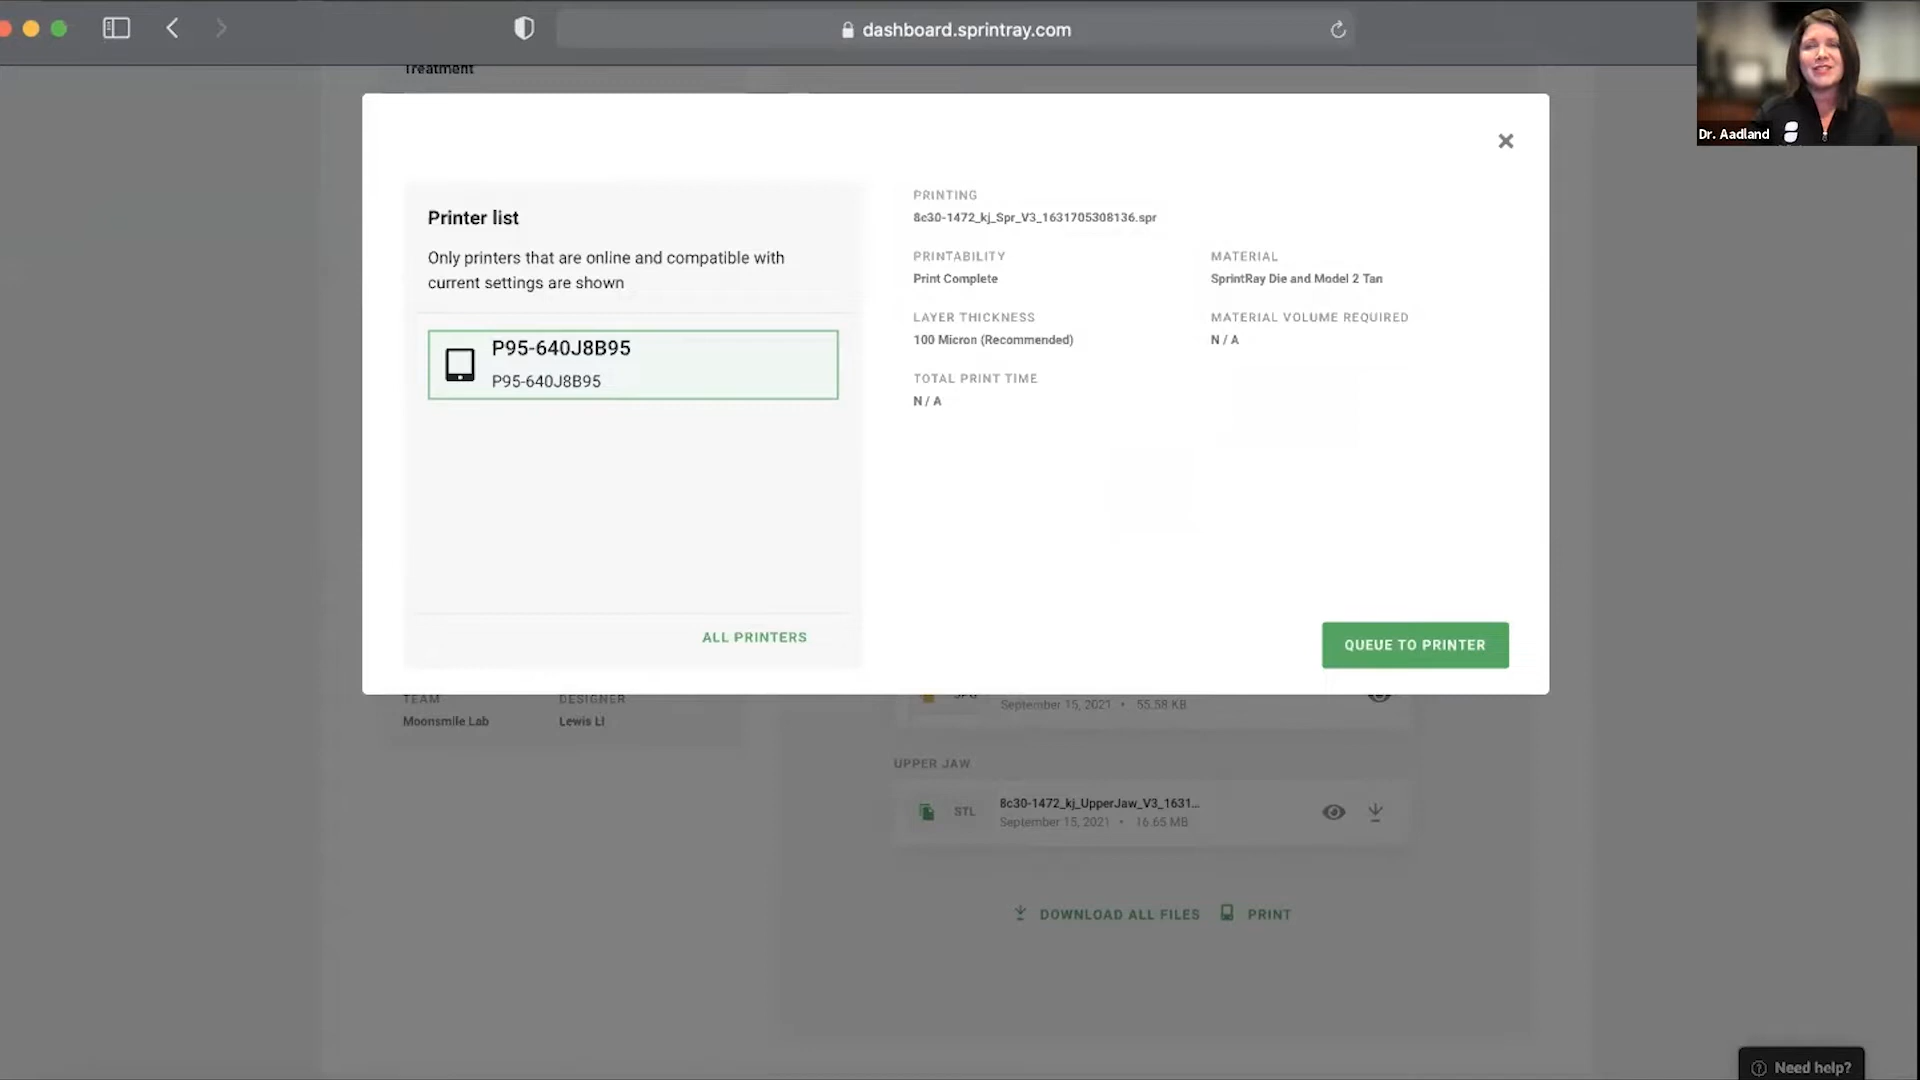 dashboard.sprintray.com
Treatment
Dr. Aadland
Printer list
Only printers that are online and compatible with
current settings are shown
P95-640J8B95
P95-640J8B95
ALL PRINTERS
PRINTING
8c30-1472_kj_Spr_V3_1631705308136.spr
PRINTABILITY
Print Complete
MATERIAL
SprintRay Die and Model 2 Tan
LAYER THICKNESS
100 Micron (Recommended)
MATERIAL VOLUME REQUIRED
N / A
TOTAL PRINT TIME
N / A
QUEUE TO PRINTER
TEAM
Moonsmile Lab
DESIGNER
Lewis LI
September 15, 2021 • 55.58 KB
UPPER JAW
STL
8c30-1472_kj_UpperJaw_V3_1631...
September 15, 2021 • 16.65 MB
DOWNLOAD ALL FILES
PRINT
Need help?